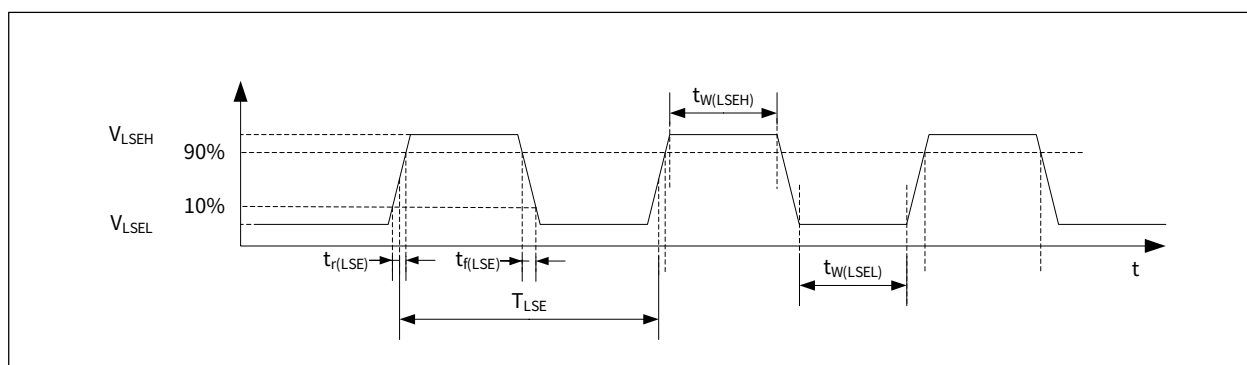 tW(LSEH)
VLSEH
90%
10%
VLSEL
tr(LSE)
tf(LSE)
tW(LSEL)
t
TLSE